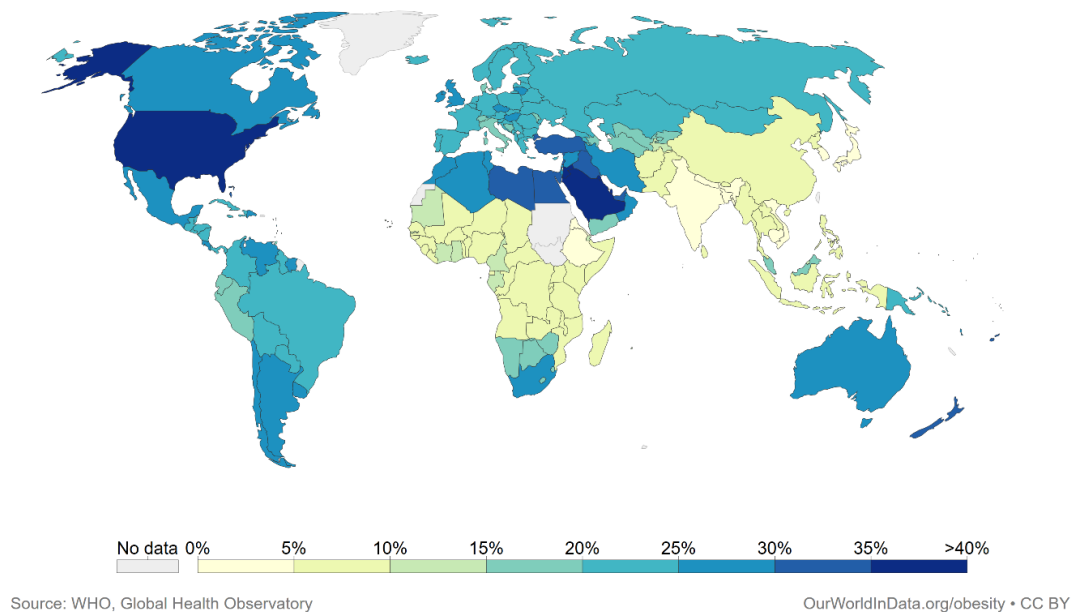 No data 0% 5% 10% 15% 20% 25% 30% 35% >40%
Source: WHO, Global Health Observatory
OurWorldInData.org/obesity • CC BY